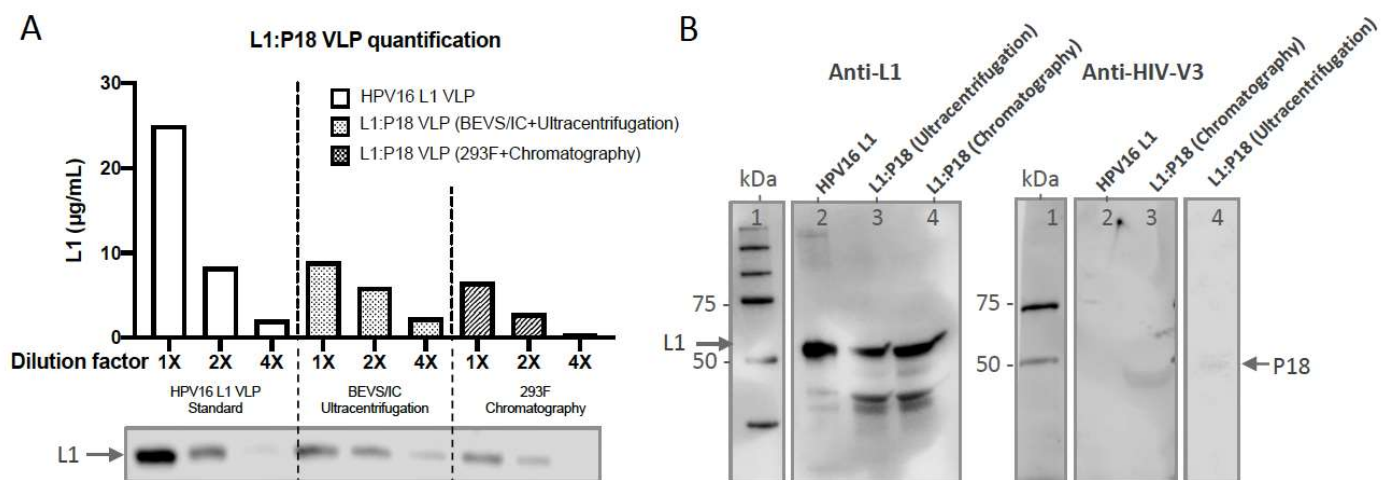 A
L1:P18 VLP quantification
L1 (µg/mL)
30
20
10
0
HPV16 L1 VLP
L1:P18 VLP (BEVS/IC+Ultracentrifugation)
L1:P18 VLP (293F+Chromatography)
Dilution factor 1X 2X 4X 1X 2X 4X 1X 2X 4X
HPV16 L1 VLP Standard
BEVS/IC Ultracentrifugation
293F Chromatography
L1
B
Anti-L1
kDa
HPV16 L1
L1:P18 (Ultracentrifugation)
L1:P18 (Chromatography)
1 2 3 4
75 -
L1
50 -
Anti-HIV-V3
kDa
HPV16 L1
L1:P18 (Chromatography)
L1:P18 (Ultracentrifugation)
1 2 3 4
75 -
50 -
P18